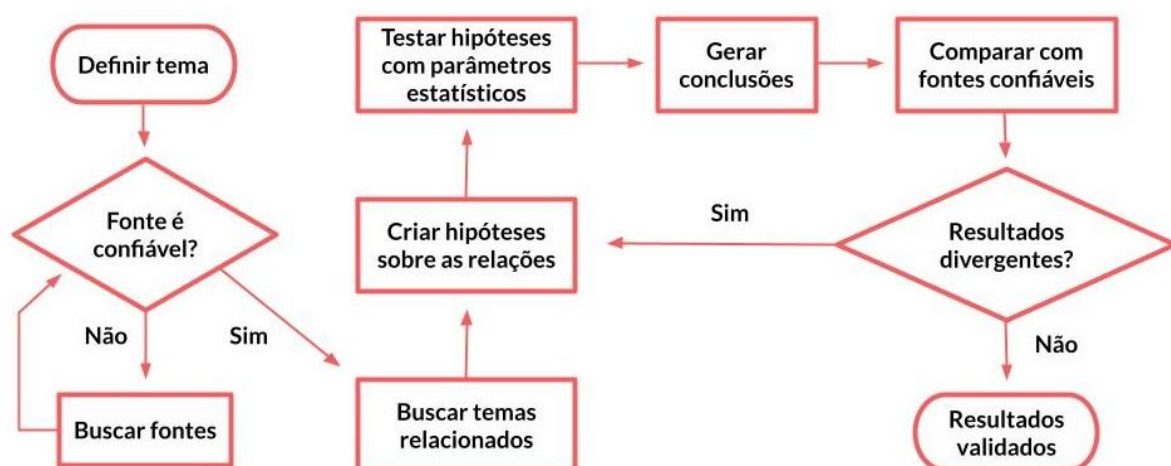 Definir tema
Fonte é
confiável?
Não
Sim
Buscar fontes
Buscar temas
relacionados
Criar hipóteses
sobre as relações
Testar hipóteses
com parâmetros
estatísticos
Gerar
conclusões
Comparar com
fontes confiáveis
Resultados
divergentes?
Sim
Não
Resultados
validados